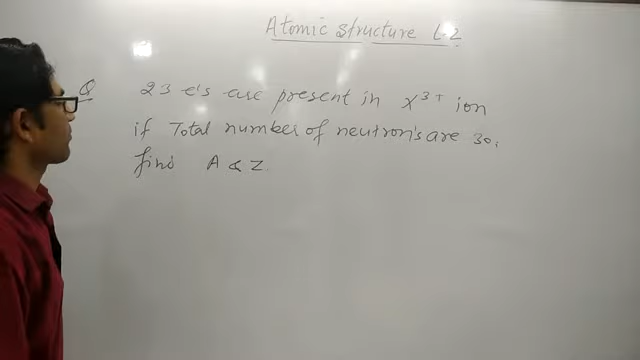 Atomic structure L-2
Q 23 e's are present in X³⁺ ion
if Total number of neutron's are 30,
find A & Z.